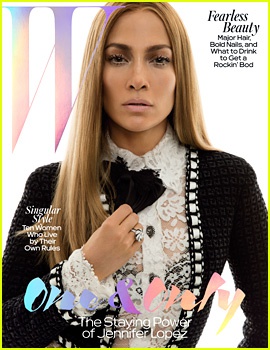 W
Fearless
Beauty
Major Hair,
Bold Nails, and
What to Drink
to Get a
Rockin' Bod
Singular
Style
Ten Women
Who Live
by Their
Own Rules
One & Only
The Staying Power
of Jennifer Lopez